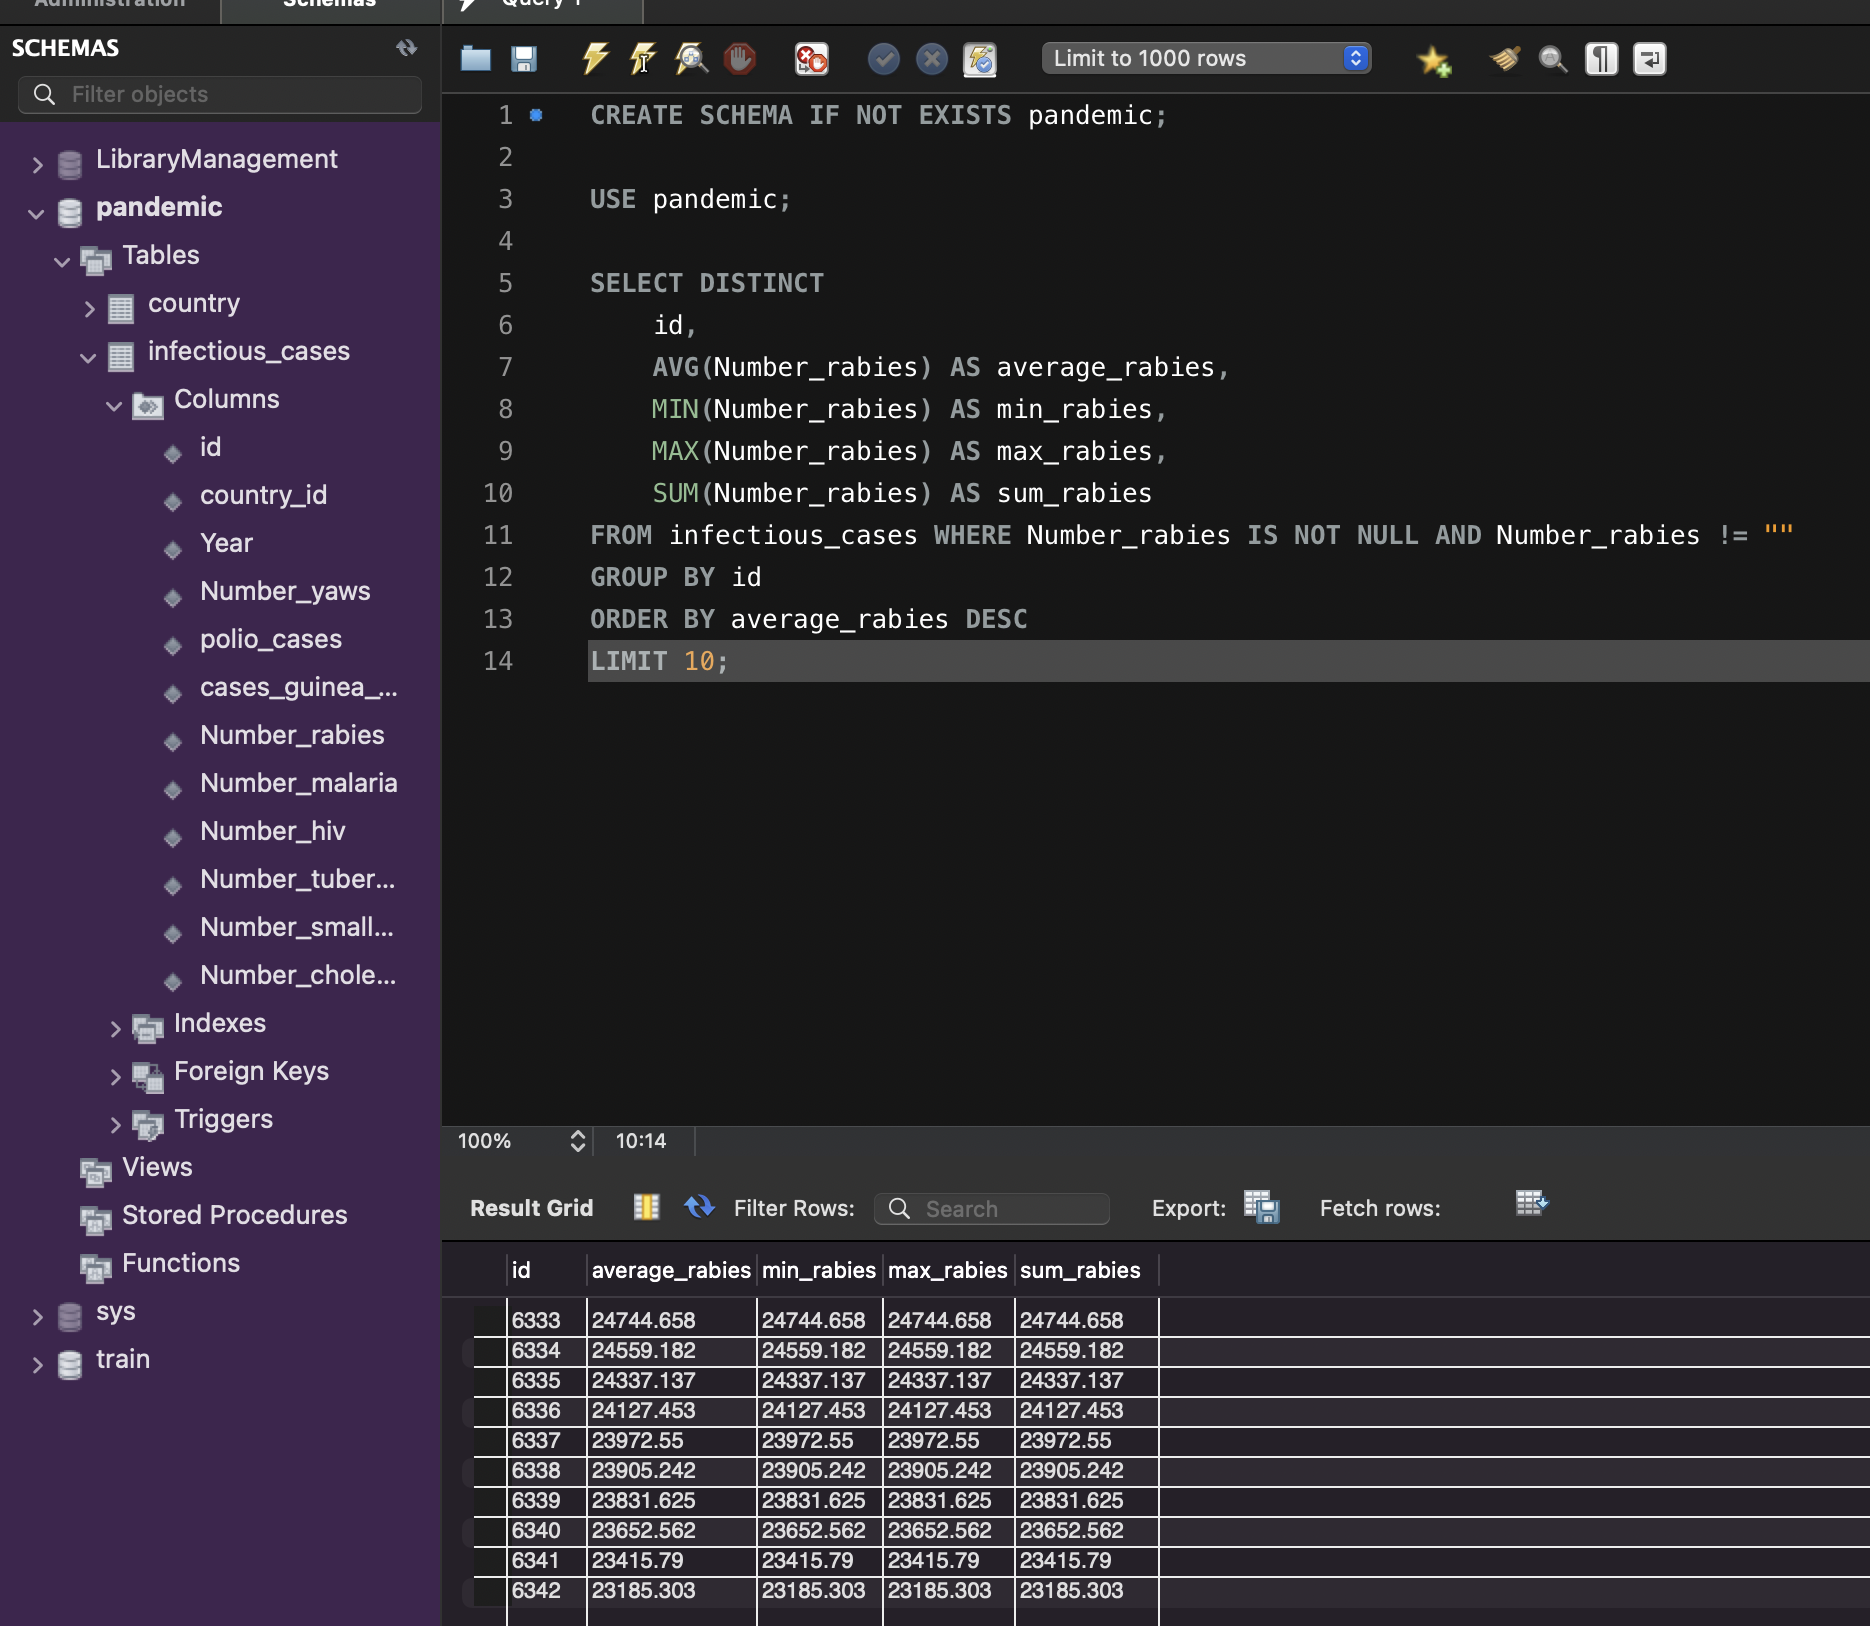 Administration
Schemas
Query 1
SCHEMAS
Filter objects
LibraryManagement
pandemic
Tables
country
infectious_cases
Columns
id
country_id
Year
Number_yaws
polio_cases
cases_guinea_...
Number_rabies
Number_malaria
Number_hiv
Number_tuber...
Number_small...
Number_chole...
Indexes
Foreign Keys
Triggers
Views
Stored Procedures
Functions
sys
train
Limit to 1000 rows
1 CREATE SCHEMA IF NOT EXISTS pandemic;
2
3 USE pandemic;
4
5 SELECT DISTINCT
6 id,
7 AVG(Number_rabies) AS average_rabies,
8 MIN(Number_rabies) AS min_rabies,
9 MAX(Number_rabies) AS max_rabies,
10 SUM(Number_rabies) AS sum_rabies
11 FROM infectious_cases WHERE Number_rabies IS NOT NULL AND Number_rabies != ""
12 GROUP BY id
13 ORDER BY average_rabies DESC
14 LIMIT 10;
100% 10:14
Result Grid Filter Rows: Search Export: Fetch rows:
id average_rabies min_rabies max_rabies sum_rabies
6333 24744.658 24744.658 24744.658 24744.658
6334 24559.182 24559.182 24559.182 24559.182
6335 24337.137 24337.137 24337.137 24337.137
6336 24127.453 24127.453 24127.453 24127.453
6337 23972.55 23972.55 23972.55 23972.55
6338 23905.242 23905.242 23905.242 23905.242
6339 23831.625 23831.625 23831.625 23831.625
6340 23652.562 23652.562 23652.562 23652.562
6341 23415.79 23415.79 23415.79 23415.79
6342 23185.303 23185.303 23185.303 23185.303